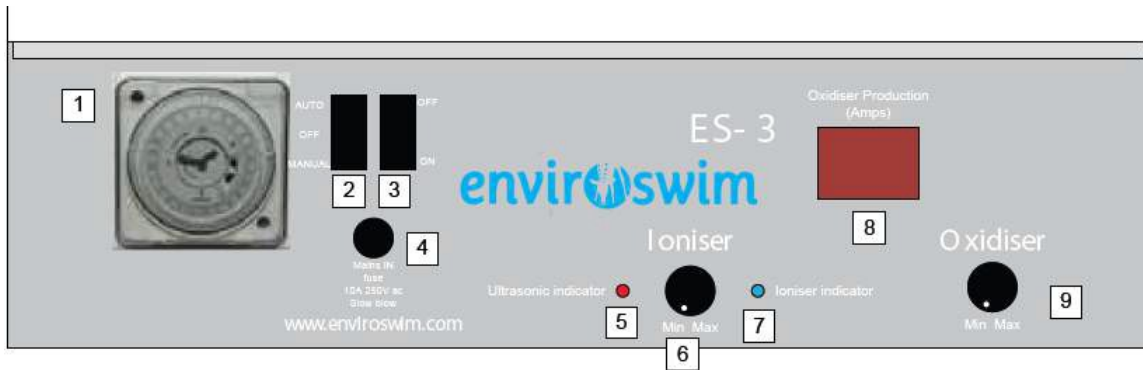 1
AUTO
OFF
MANUAL
OFF
ON
2
3
4
Mains IN
fuse
10A 250V ac
Slow blow
www.enviroswim.com
ES- 3
enviroswim
Oxidiser Production
(Amps)
8
Ioniser
Ultrasonic indicator
5
Min Max
6
Ioniser indicator
7
Oxidiser
Min Max
9